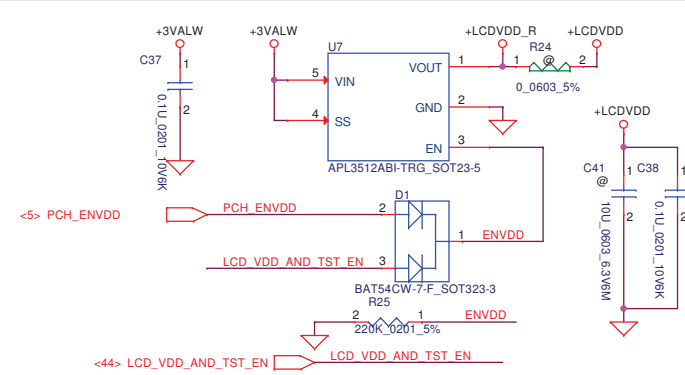 +3VALW
+3VALW
+LCDVDD_R
+LCDVDD
U7
R24
C37
1
2
0.1U_0201_10V6K
5
VIN
4
SS
VOUT
1
GND
2
EN
3
1
@
2
0_0603_5%
APL3512ABI-TRG_SOT23-5
+LCDVDD
C41
@
1
2
10U_0603_6.3V6M
C38
1
2
0.1U_0201_10V6K
D1
<5> PCH_ENVDD
PCH_ENVDD
2
1
ENVDD
LCD_VDD_AND_TST_EN
3
BAT54CW-7-F_SOT323-3
R25
2
1
ENVDD
220K_0201_5%
<44> LCD_VDD_AND_TST_EN
LCD_VDD_AND_TST_EN